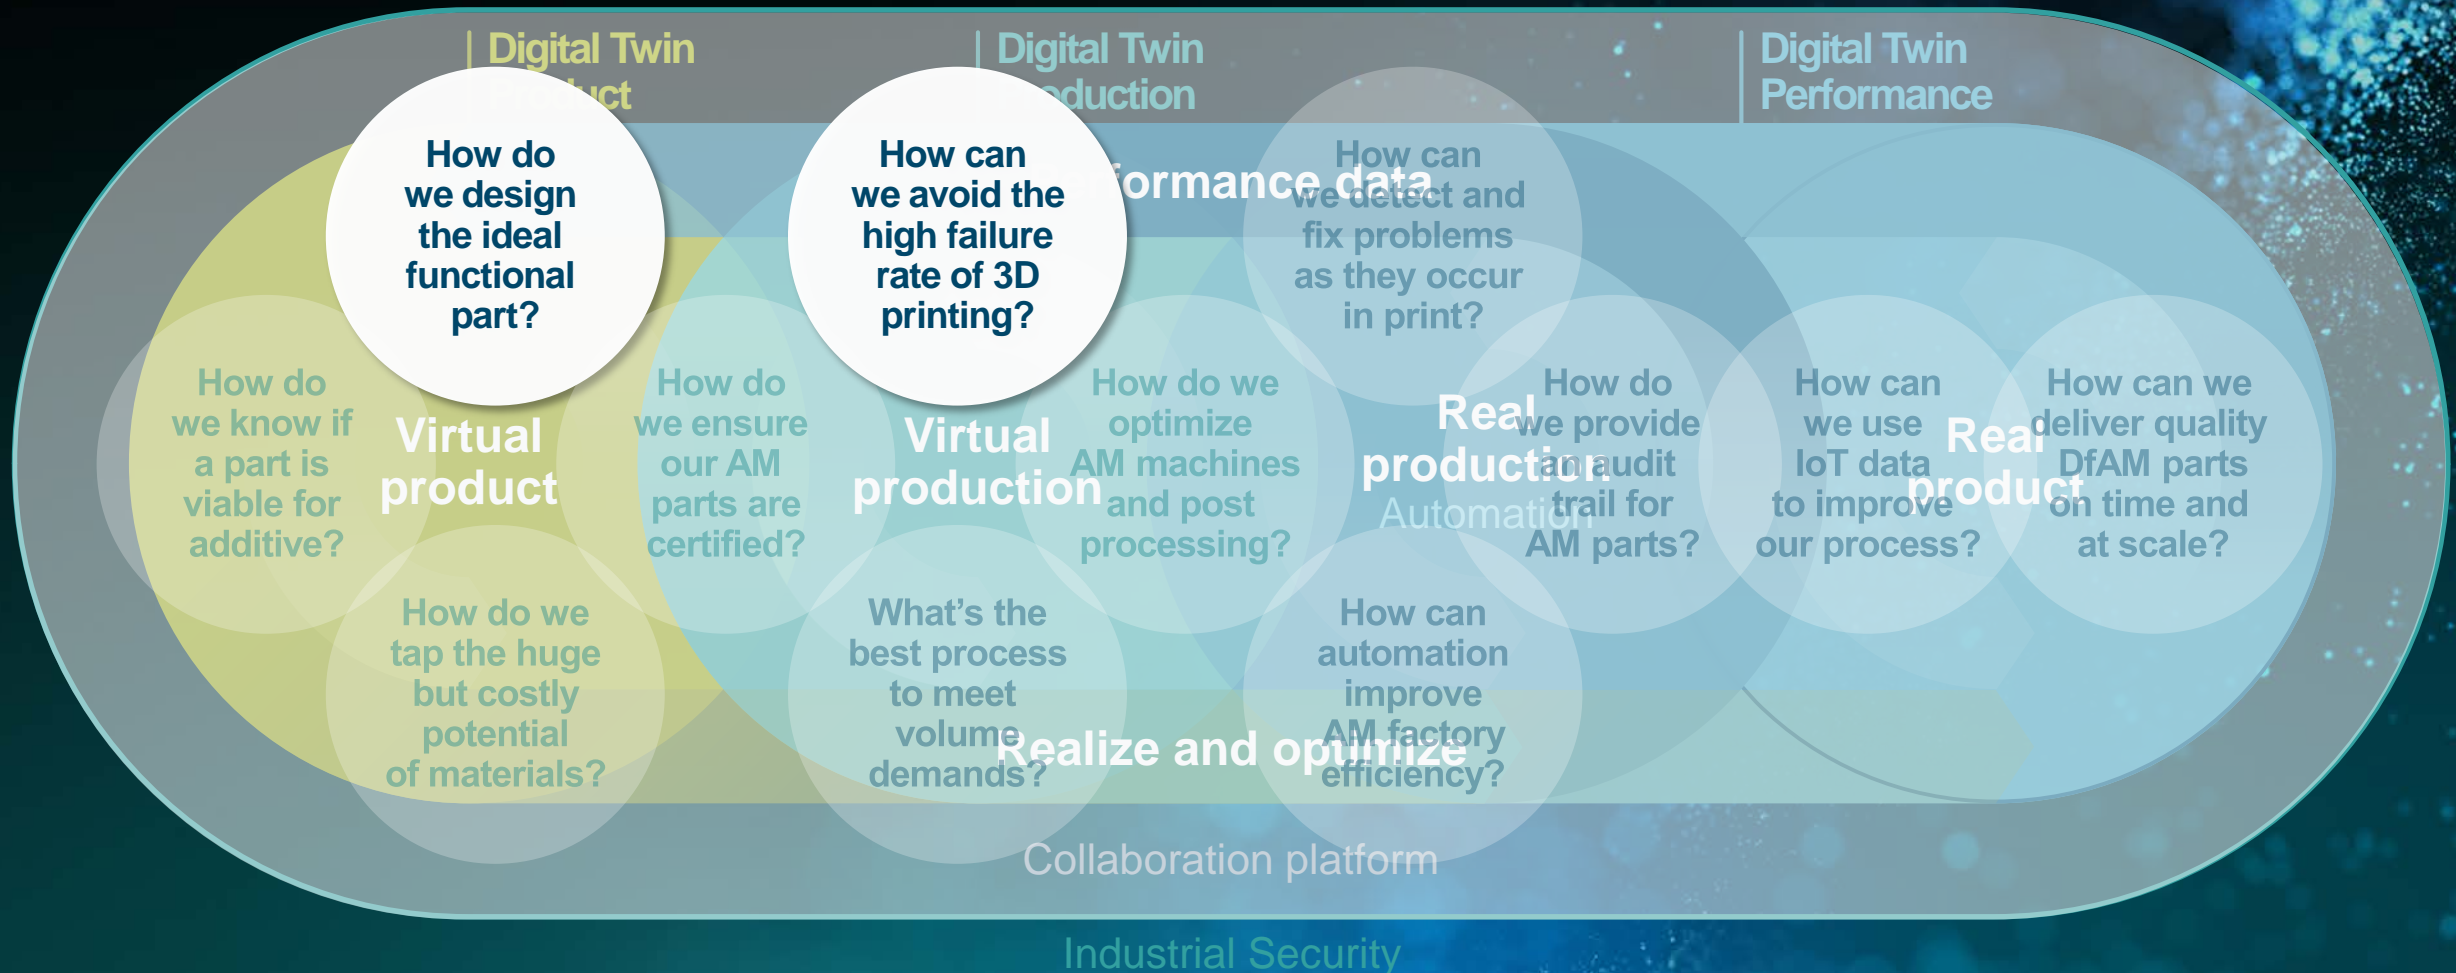 Digital Twin
Product
Digital Twin
Production
Digital Twin
Performance
How do
we design
the ideal
functional
part?
How can
we avoid the
high failure
rate of 3D
printing?
Performance data
How can
we detect and
fix problems
as they occur
in print?
How do
we know if
a part is
viable for
additive?
Virtual
product
How do
we ensure
our AM
parts are
certified?
Virtual
production
How do we
optimize
AM machines
and post
processing?
Real
production
Automation
How do
we provide
an audit
trail for
AM parts?
How can
we use
IoT data
to improve
our process?
Real
product
How can we
deliver quality
DfAM parts
on time and
at scale?
How do we
tap the huge
but costly
potential
of materials?
What’s the
best process
to meet
volume
demands?
How can
automation
improve
AM factory
efficiency?
Realize and optimize
Collaboration platform
Industrial Security